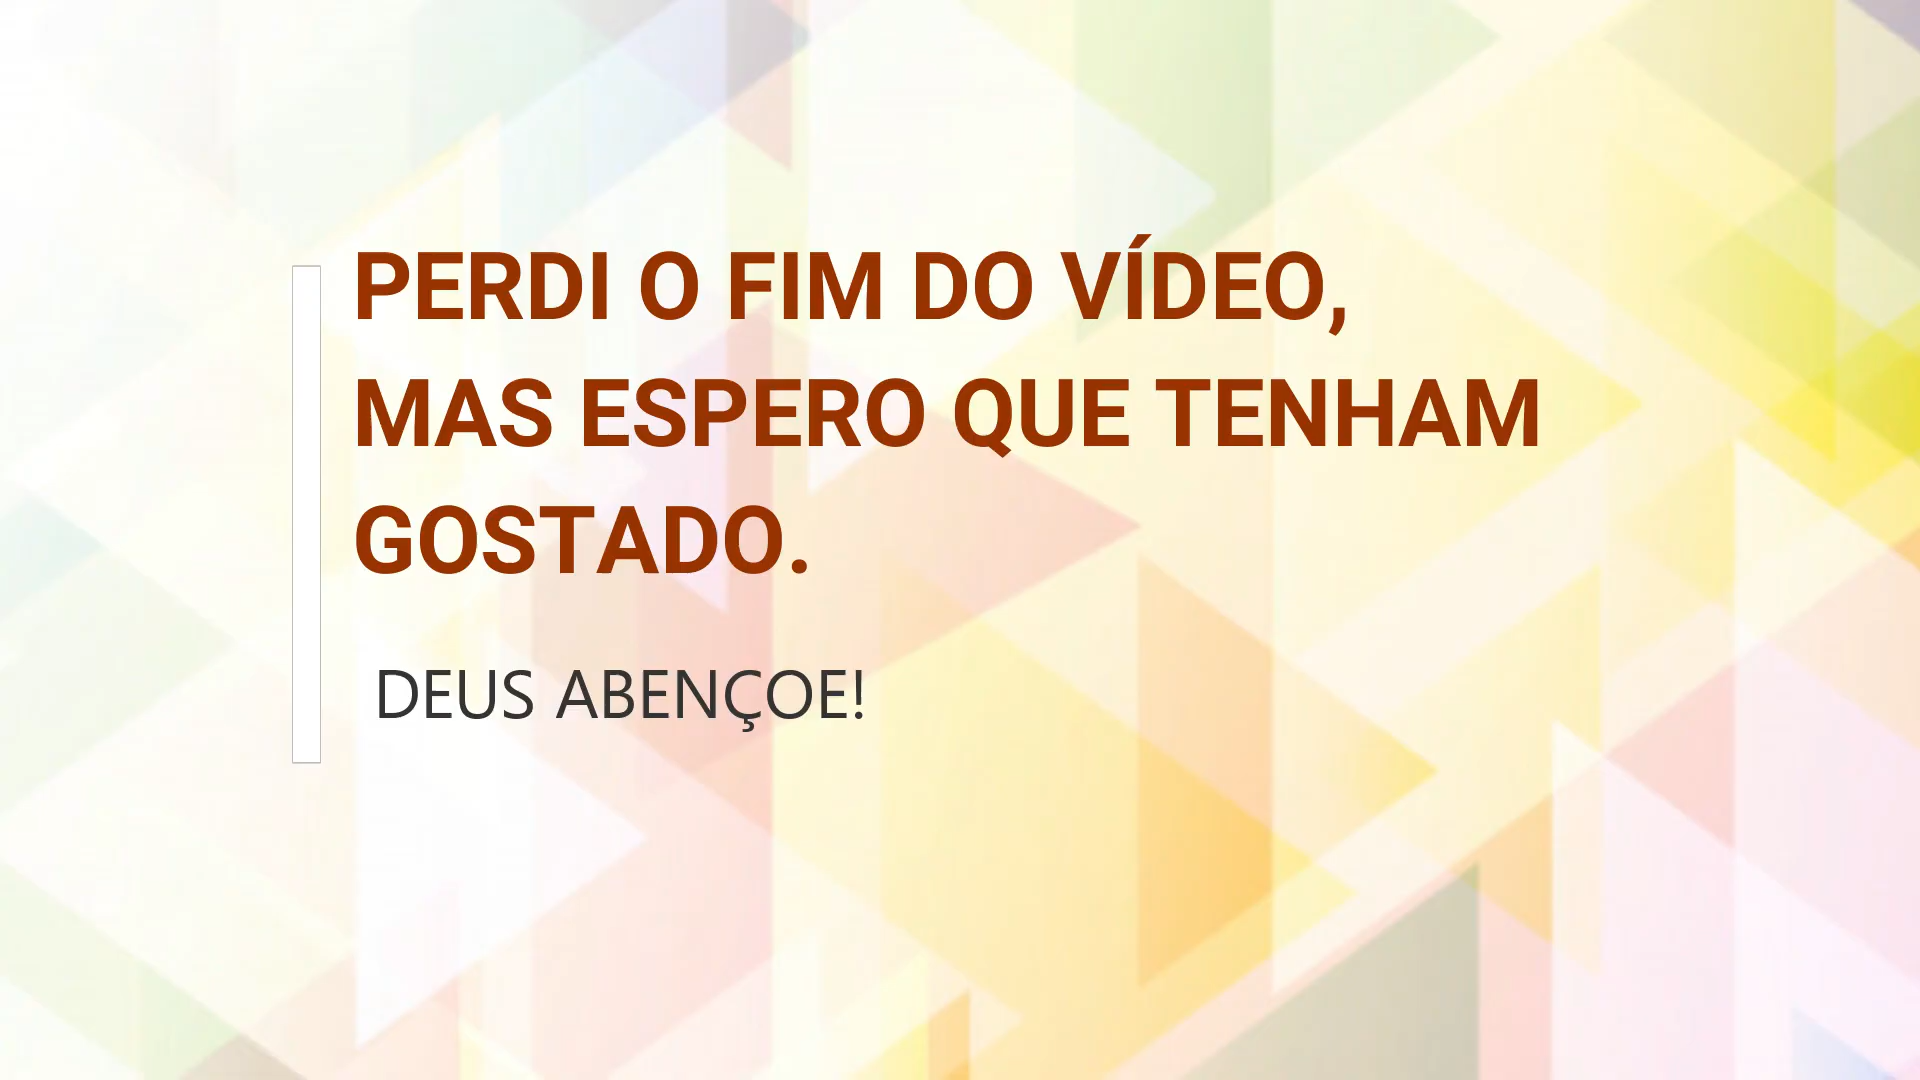 PERDI O FIM DO VÍDEO,
MAS ESPERO QUE TENHAM
GOSTADO.
DEUS ABENÇOE!